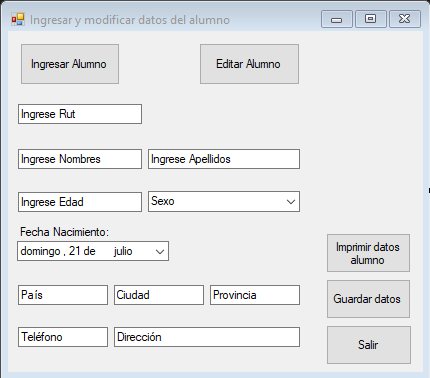 Ingresar y modificar datos del alumno
Ingresar Alumno
Editar Alumno
Ingrese Rut
Ingrese Nombres
Ingrese Apellidos
Ingrese Edad
Sexo
Fecha Nacimiento:
domingo , 21 de julio
Imprimir datos
alumno
País
Ciudad
Provincia
Guardar datos
Teléfono
Dirección
Salir